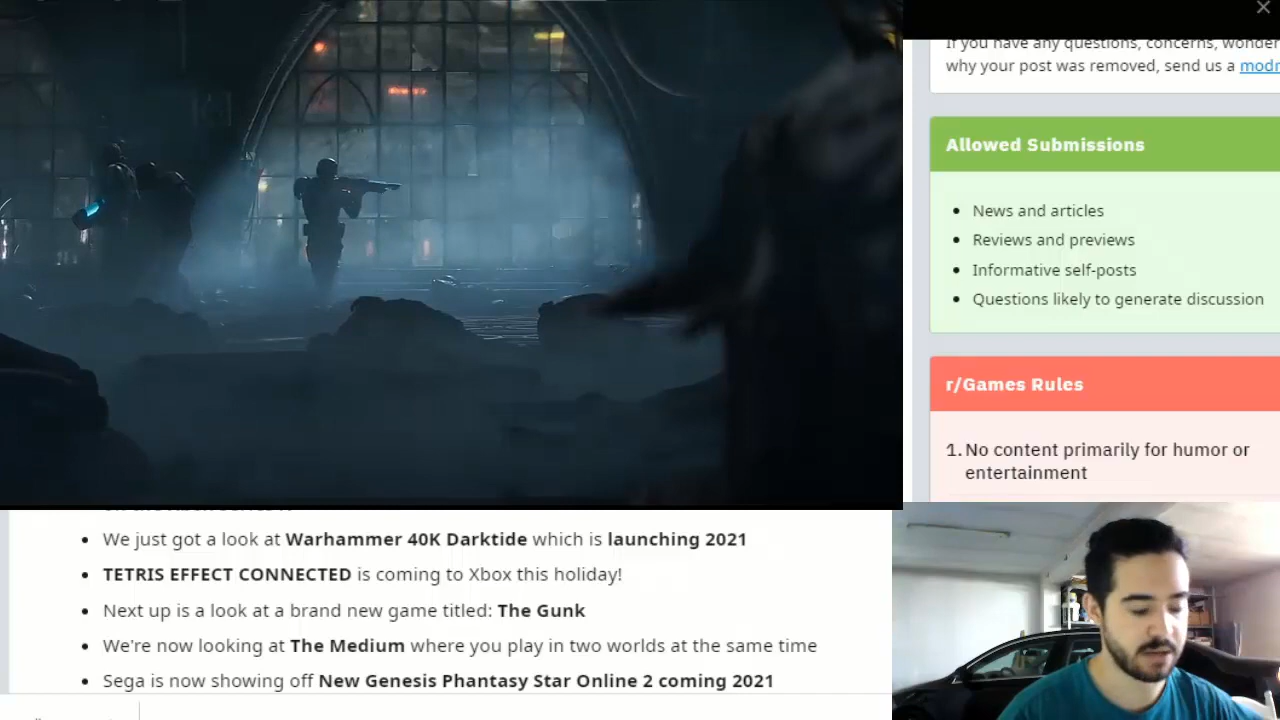 If you have any questions, concerns,
why your post was removed, send us a
Allowed Submissions
News and articles
Reviews and previews
Informative self-posts
Questions likely to generate discussion
r/Games Rules
1. No content primarily for humor or
entertainment
We just got a look at Warhammer 40K Darktide which is launching 2021
TETRIS EFFECT CONNECTED is coming to Xbox this holiday!
Next up is a look at a brand new game titled: The Gunk
We're now looking at The Medium where you play in two worlds at the same time
Sega is now showing off New Genesis Phantasy Star Online 2 coming 2021